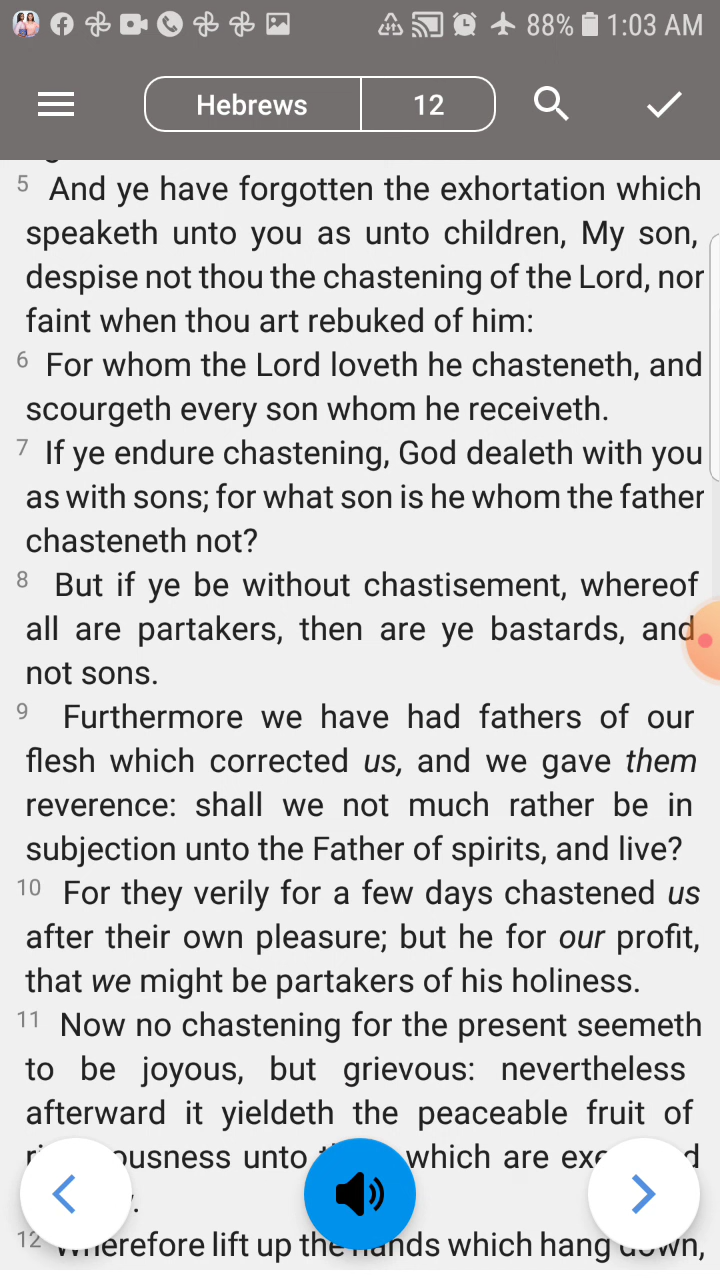 88% 1:03 AM
Hebrews 12
5 And ye have forgotten the exhortation which
speaketh unto you as unto children, My son,
despise not thou the chastening of the Lord, nor
faint when thou art rebuked of him:
6 For whom the Lord loveth he chasteneth, and
scourgeth every son whom he receiveth.
7 If ye endure chastening, God dealeth with you
as with sons; for what son is he whom the father
chasteneth not?
8 But if ye be without chastisement, whereof
all are partakers, then are ye bastards, and
not sons.
9 Furthermore we have had fathers of our
flesh which corrected us, and we gave them
reverence: shall we not much rather be in
subjection unto the Father of spirits, and live?
10 For they verily for a few days chastened us
after their own pleasure; but he for our profit,
that we might be partakers of his holiness.
11 Now no chastening for the present seemeth
to be joyous, but grievous: nevertheless
afterward it yieldeth the peaceable fruit of
unto which are
12 Wherefore lift up the hands which hang down,